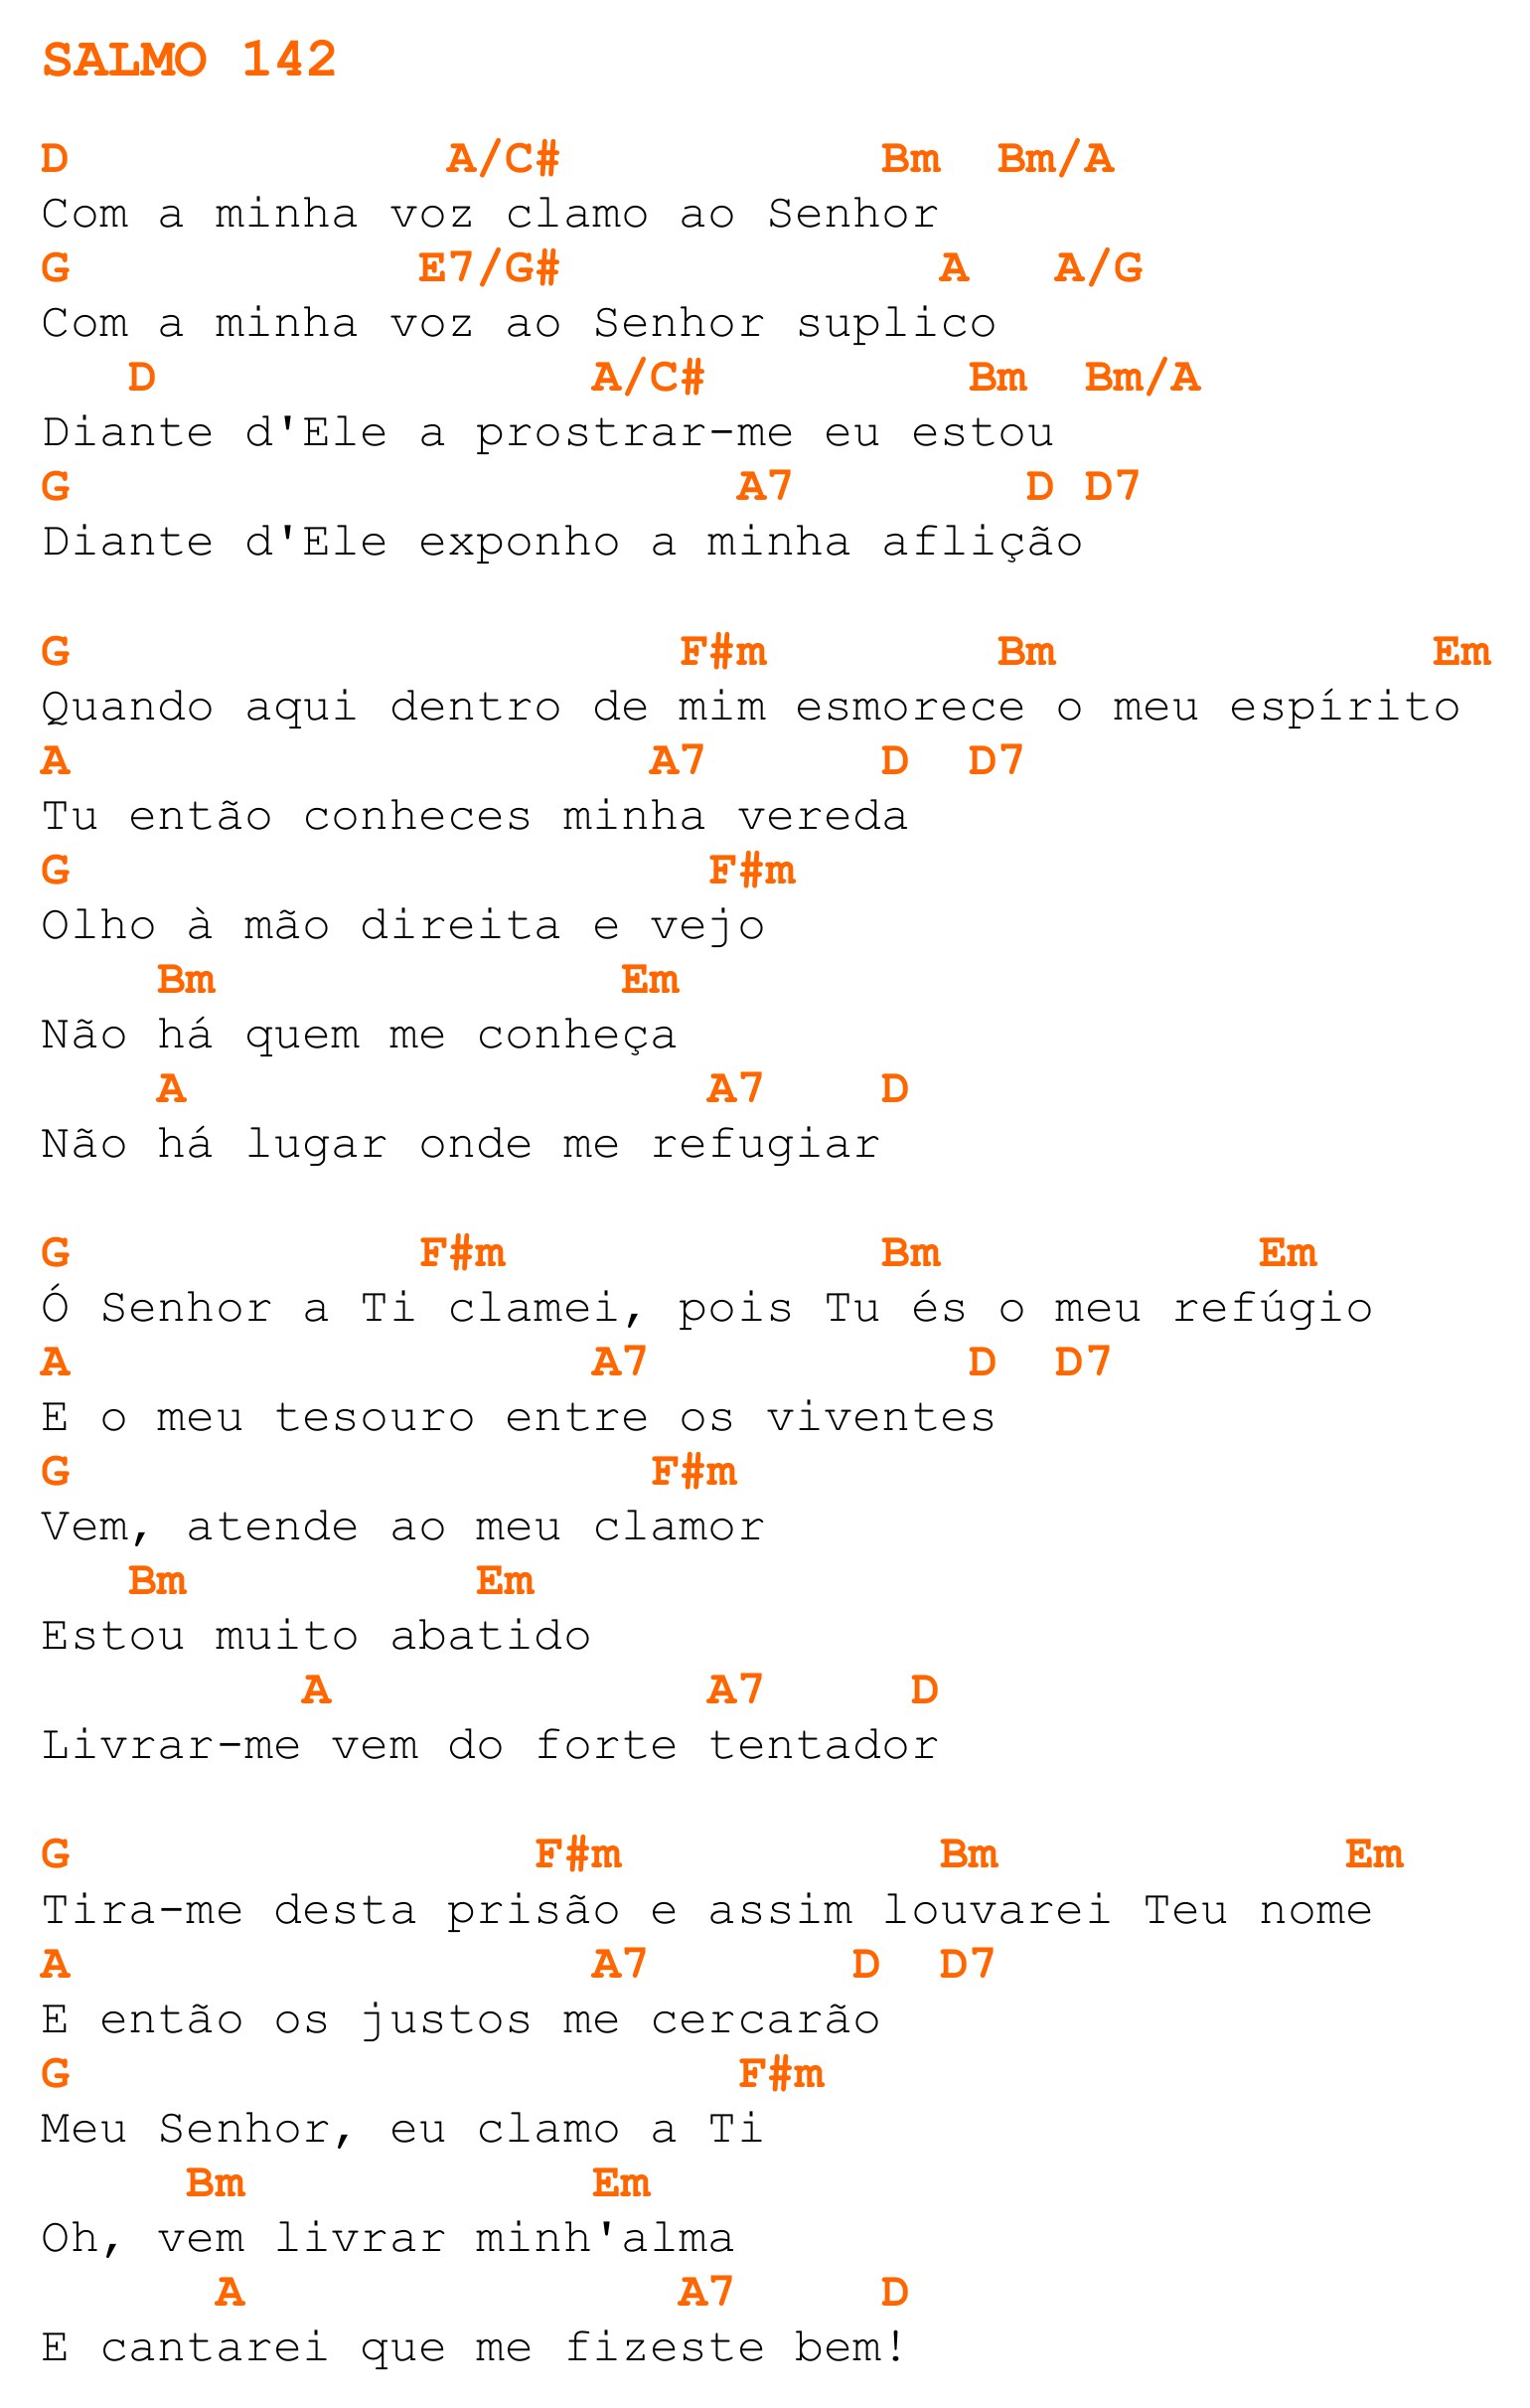 SALMO 142
D             A/C#           Bm  Bm/A
Com a minha voz clamo ao Senhor
G            E7/G#             A   A/G
Com a minha voz ao Senhor suplico
   D               A/C#         Bm  Bm/A
Diante d'Ele a prostrar-me eu estou
G                       A7        D D7
Diante d'Ele exponho a minha aflição
G                     F#m        Bm             Em
Quando aqui dentro de mim esmorece o meu espírito
A                    A7      D  D7
Tu então conheces minha vereda
G                      F#m
Olho à mão direita e vejo
    Bm              Em
Não há quem me conheça
    A                  A7    D
Não há lugar onde me refugiar
G            F#m             Bm           Em
Ó Senhor a Ti clamei, pois Tu és o meu refúgio
A                  A7           D  D7
E o meu tesouro entre os viventes
G                    F#m
Vem, atende ao meu clamor
   Bm          Em
Estou muito abatido
         A             A7     D
Livrar-me vem do forte tentador
G                F#m           Bm            Em
Tira-me desta prisão e assim louvarei Teu nome
A                  A7       D  D7
E então os justos me cercarão
G                       F#m
Meu Senhor, eu clamo a Ti
     Bm            Em
Oh, vem livrar minh'alma
      A               A7     D
E cantarei que me fizeste bem!